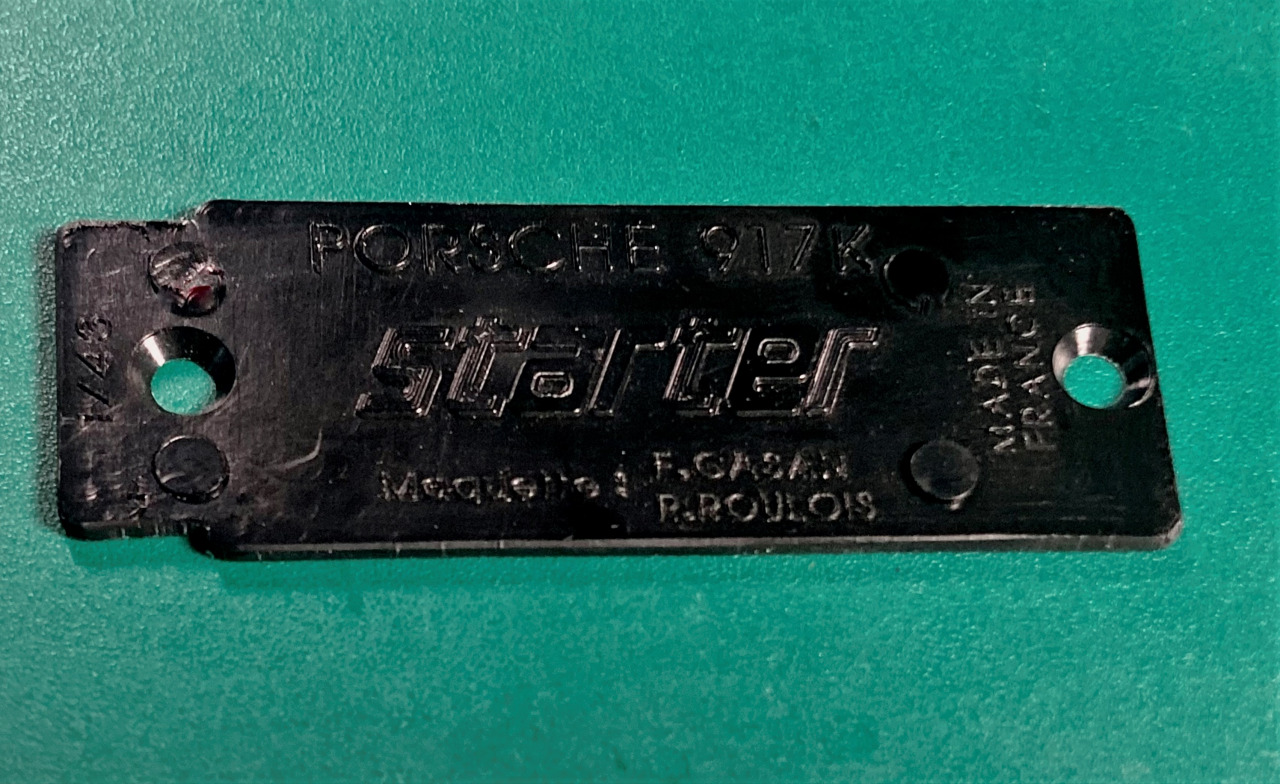 PORSCHE 917K
starter
Maquette : F.CASAN
R.ROULOIS
1/43
MADE IN
FRANCE